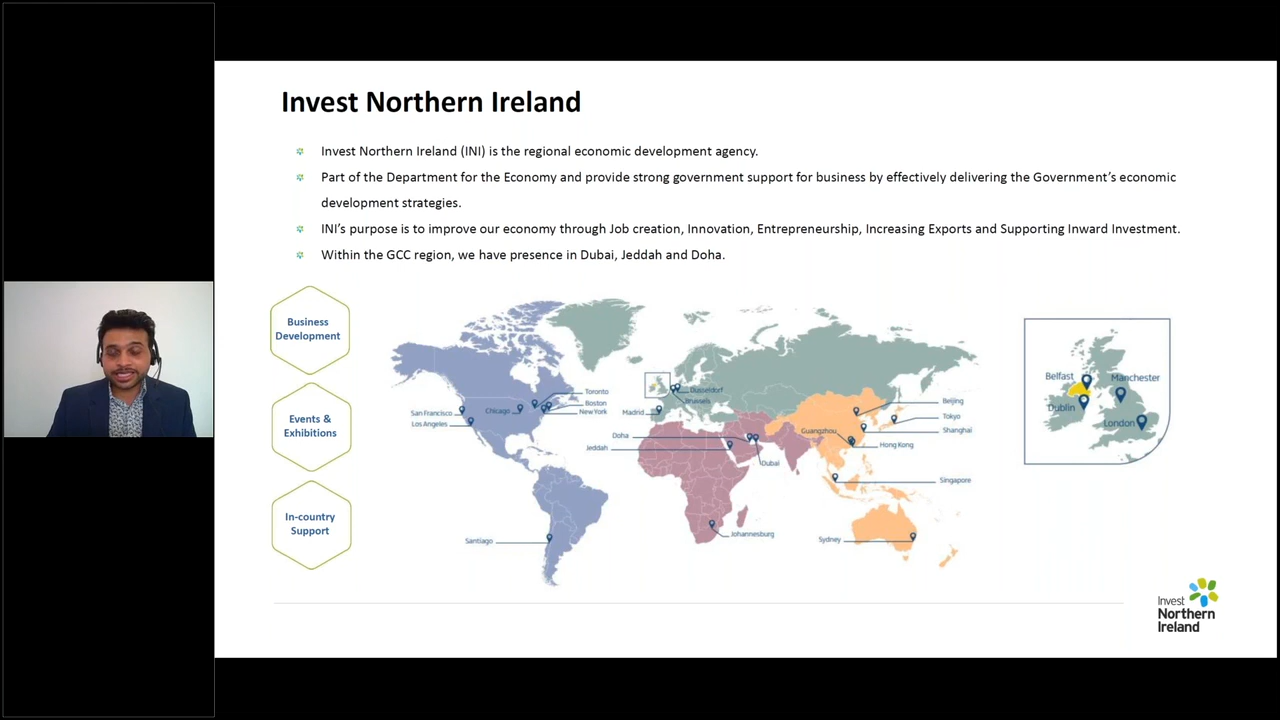 Invest Northern Ireland
Invest Northern Ireland (INI) is the regional economic development agency.
Part of the Department for the Economy and provide strong government support for business by effectively delivering the Government's economic
development strategies.
INI's purpose is to improve our economy through Job creation, Innovation, Entrepreneurship, Increasing Exports and Supporting Inward Investment.
Within the GCC region, we have presence in Dubai, Jeddah and Doha.
Business
Development
Events &
Exhibitions
In-country
Support
San Francisco
Los Angeles
Chicago
Toronto
Boston
New York
Santiago
Madrid
Dusseldorf
Brussels
Doha
Jeddah
Dubai
Johannesburg
Guangzhou
Beijing
Tokyo
Shanghai
Hong Kong
Singapore
Sydney
Belfast
Manchester
Dublin
London
Invest
Northern
Ireland